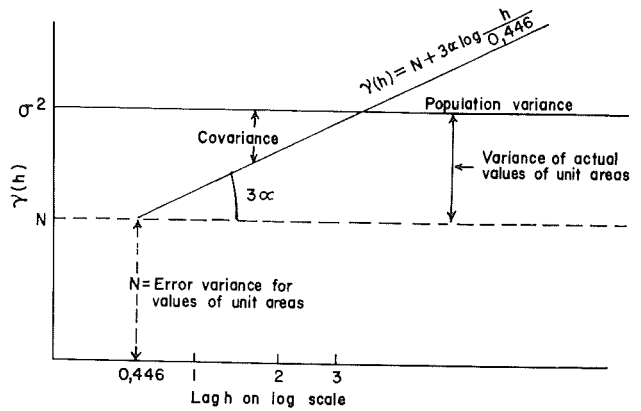 γ(h) = N + 3α log h/0,446
σ²
Population variance
Covariance
Variance of actual
values of unit areas
γ(h)
3α
N
N = Error variance for
values of unit areas
0,446 1 2 3
Lag h on log scale